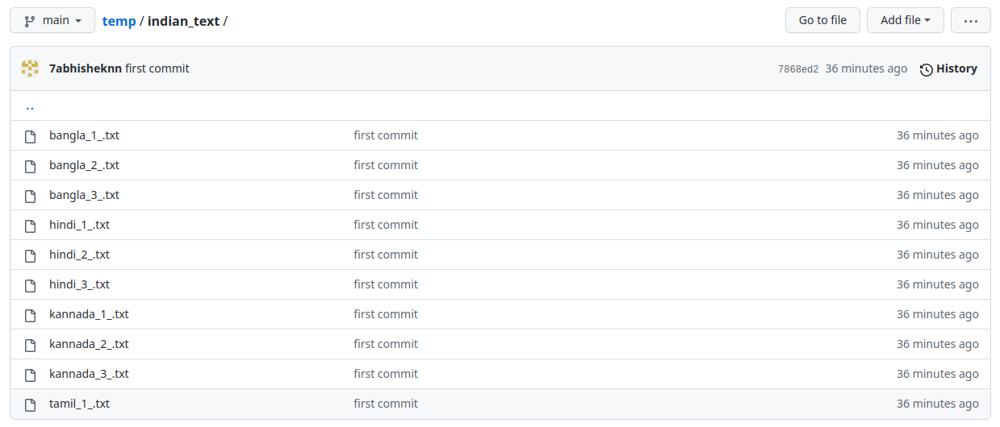 main temp / indian_text / Go to file Add file ...
7abhisheknn first commit 7868ed2 36 minutes ago History
..
bangla_1_.txt first commit 36 minutes ago
bangla_2_.txt first commit 36 minutes ago
bangla_3_.txt first commit 36 minutes ago
hindi_1_.txt first commit 36 minutes ago
hindi_2_.txt first commit 36 minutes ago
hindi_3_.txt first commit 36 minutes ago
kannada_1_.txt first commit 36 minutes ago
kannada_2_.txt first commit 36 minutes ago
kannada_3_.txt first commit 36 minutes ago
tamil_1_.txt first commit 36 minutes ago